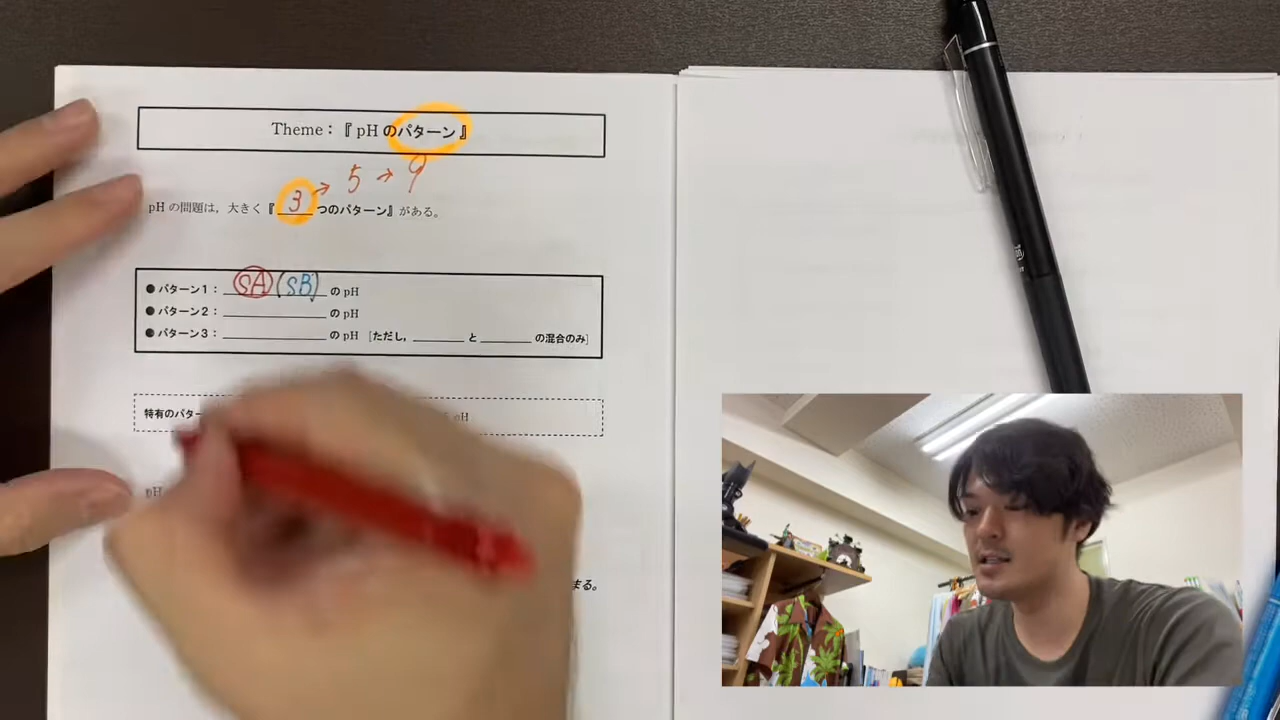 Theme：『 pH のパターン 』
3 → 5 → 9
pH の問題は，大きく『 つのパターン』がある。
●パターン1： SA (SB) の pH
●パターン2： の pH
●パターン3： の pH ［ただし， と の混合のみ］
特有のパター pH
pH
まる。